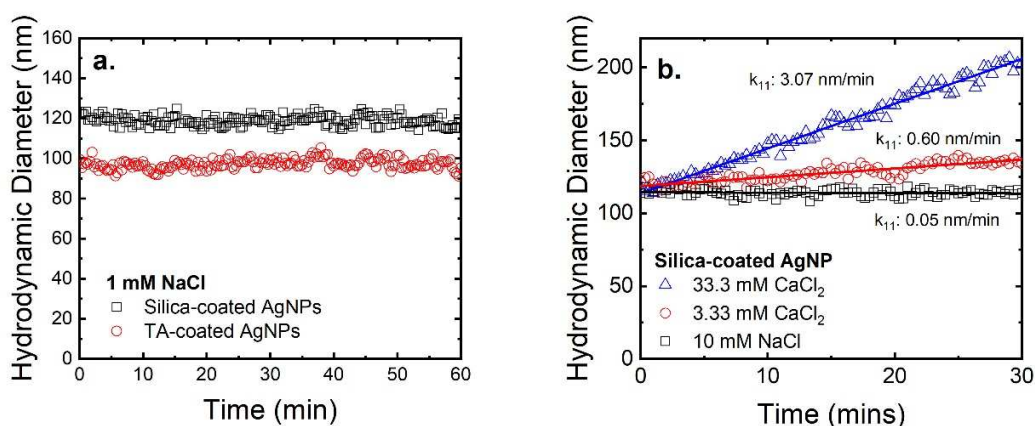 a.
Hydrodynamic Diameter (nm)
160
140
120
100
80
60
40
20
0
1 mM NaCl
Silica-coated AgNPs
TA-coated AgNPs
0 10 20 30 40 50 60
Time (min)
b.
Hydrodynamic Diameter (nm)
200
150
100
50
0
k₁₁: 3.07 nm/min
k₁₁: 0.60 nm/min
k₁₁: 0.05 nm/min
Silica-coated AgNP
33.3 mM CaCl₂
3.33 mM CaCl₂
10 mM NaCl
0 10 20 30
Time (mins)